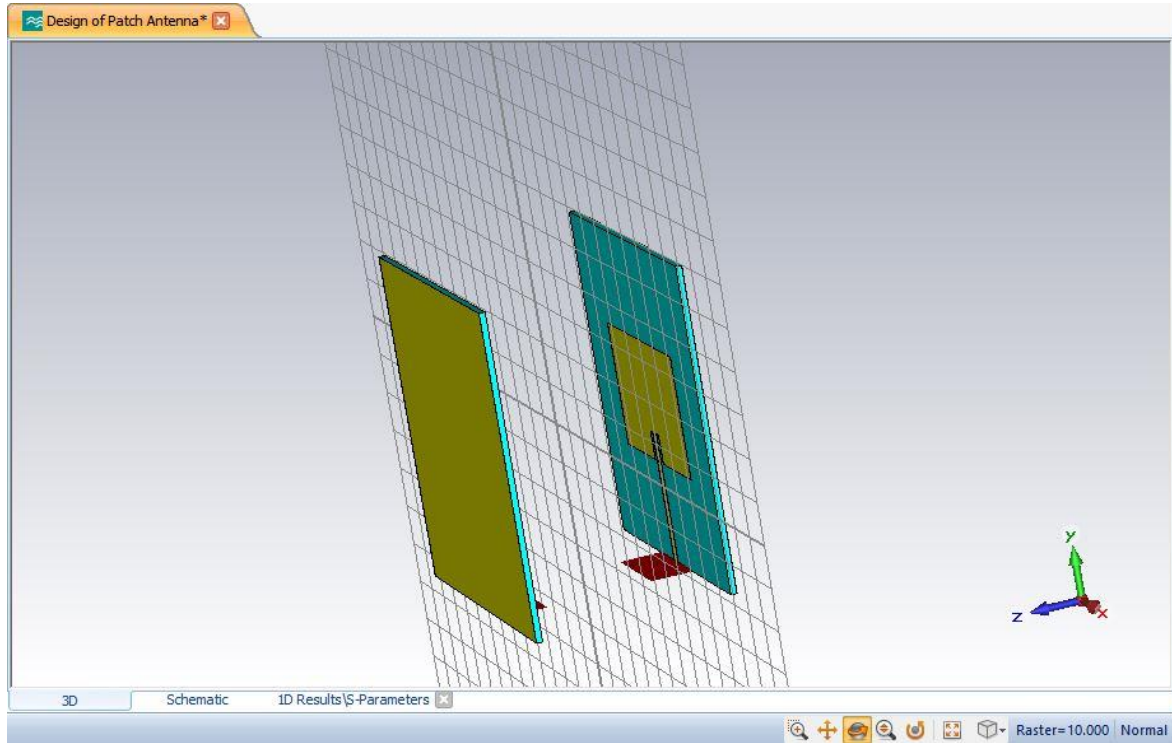 Design of Patch Antenna*
y
z
x
3D Schematic 1D Results\S-Parameters
Raster=10.000 Normal